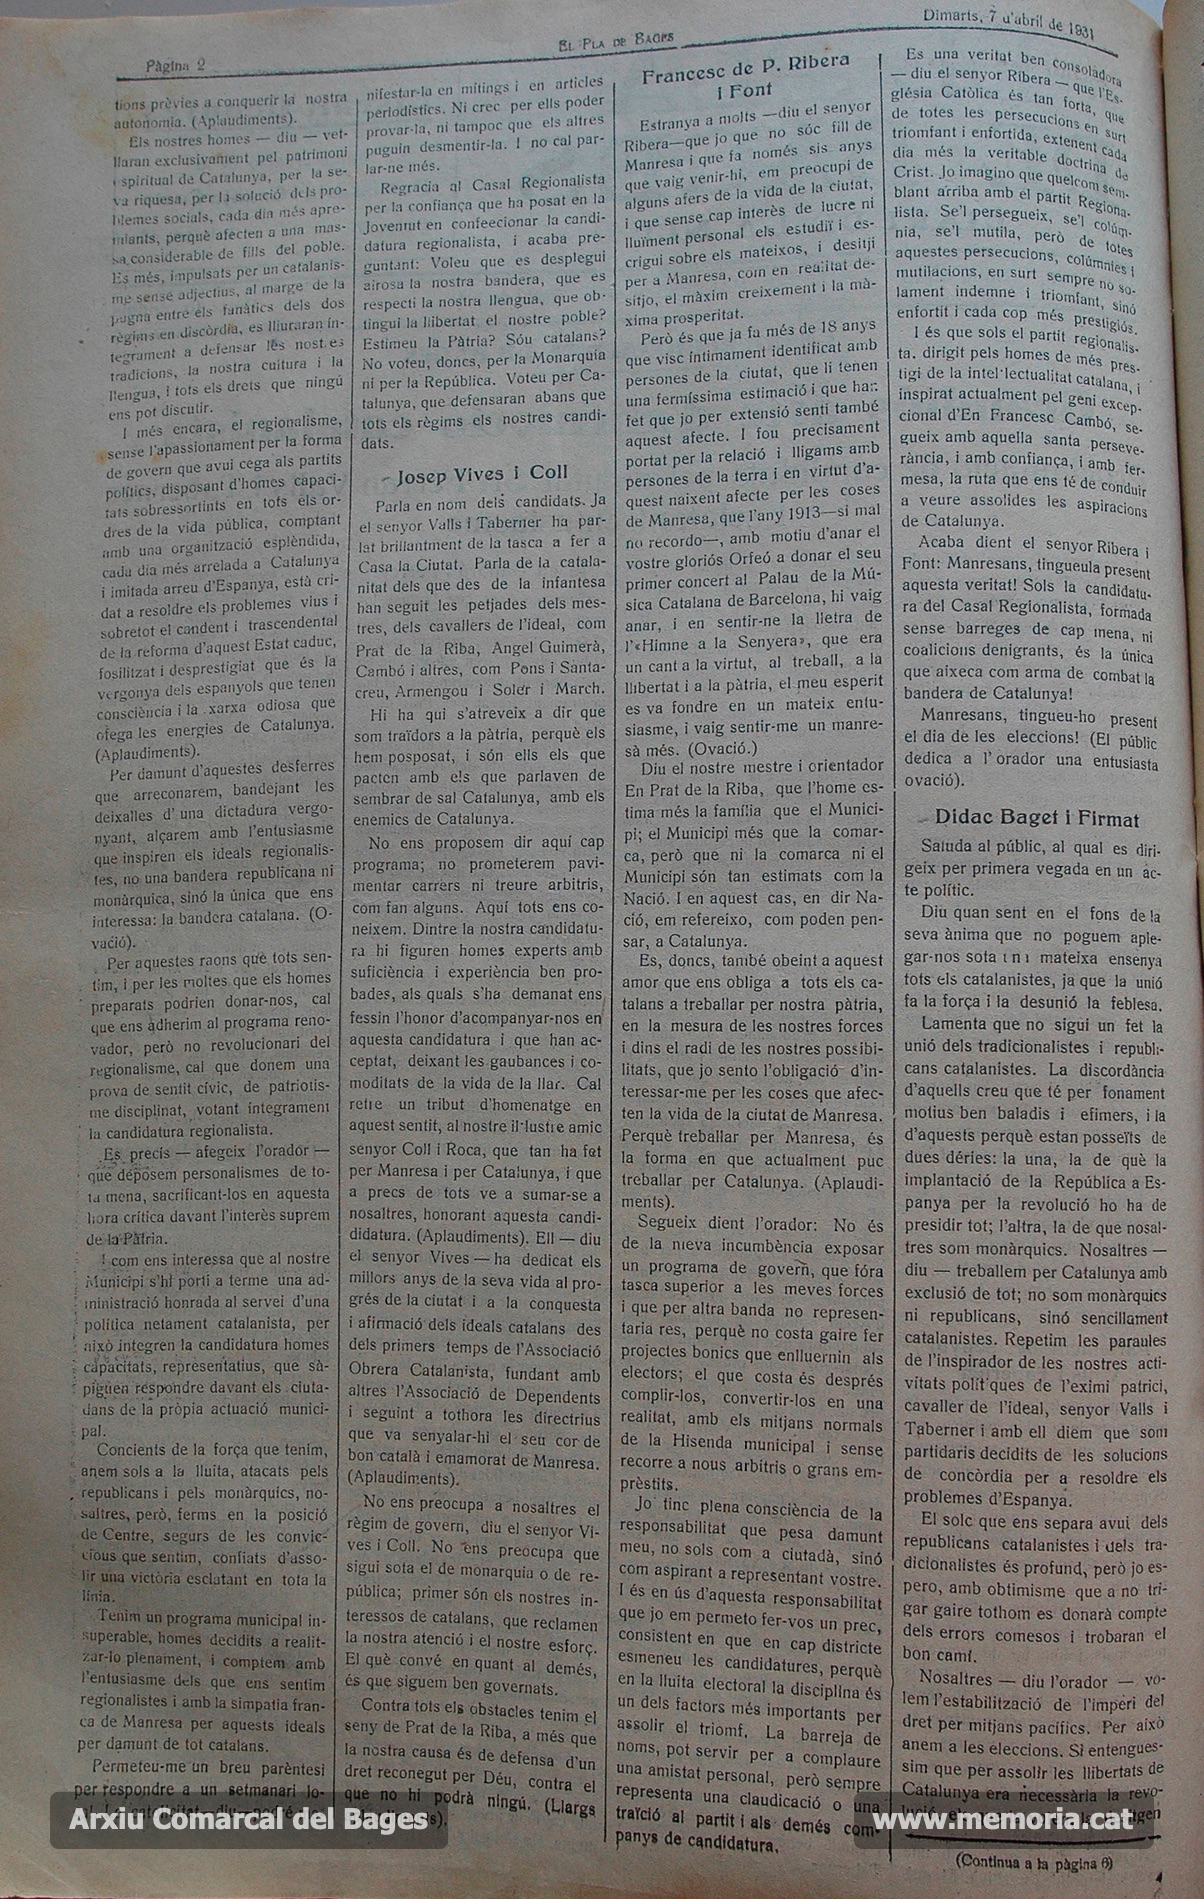 Pàgina 2
EL PLA DE BAGES
Dimarts, 7 d'abril de 1931
tions prèvies a conquerir la nostra
autonomia. (Aplaudiments).
Els nostres homes — diu — vet-
llaran exclusivament pel patrimoni
espiritual de Catalunya, per la se-
va riquesa, per la solució dels pro-
blemes socials, cada dia més apre-
miants, perquè afecten a una mas-
sa considerable de fills del poble.
Es més, impulsats per un catalanis-
me sense adjectius, al marge de la
pugna entre els fanàtics dels dos
règims en discòrdia, es lliuraran ín-
tegrament a defensar les nostres
tradicions, la nostra cultura i la
llengua, i tots els drets que ningú
ens pot discutir.
I més encara, el regionalisme,
sense l'apassionament per la forma
de govern que avui cega als partits
polítics, disposant d'homes capaci-
tats sobressortints en tots els or-
dres de la vida pública, comptant
amb una organització esplèndida,
cada dia més arrelada a Catalunya
i imitada arreu d'Espanya, està cri-
dat a resoldre els problemes vius i
sobretot el candent i trascendental
de la reforma d'aquest Estat caduc,
fosilitzat i desprestigiat que és la
vergonya dels espanyols que tenen
consciència i la xarxa odiosa que
ofega les energies de Catalunya.
(Aplaudiments).
Per damunt d'aquestes desferres
que arreconarem, bandejant les
deixalles d'una dictadura vergo-
nyant, alçarem amb l'entusiasme
que inspiren els ideals regionalis-
tes, no una bandera republicana ni
monàrquica, sinó la única que ens
interessa: la bandera catalana. (O-
vació).
Per aquestes raons que tots sen-
tim, i per les moltes que els homes
preparats podrien donar-nos, cal
que ens adherim al programa reno-
vador, però no revolucionari del
regionalisme, cal que donem una
prova de sentit cívic, de patriotis-
me disciplinat, votant íntegrament
la candidatura regionalista.
Es precis — afegeix l'orador —
que deposem personalismes de to-
ta mena, sacrificant-los en aquesta
hora crítica davant l'interès suprem
de la Pàtria.
I com ens interessa que al nostre
Municipi s'hi porti a terme una ad-
ministració honrada al servei d'una
política netament catalanista, per
això integren la candidatura homes
capacitats, representatius, que sà-
piguen respondre davant els ciuta-
dans de la pròpia actuació munici-
pal.
Concients de la força que tenim,
anem sols a la lluita, atacats pels
republicans i pels monàrquics, no-
saltres, però, ferms en la posició
de Centre, segurs de les convic-
cious que sentim, confiats d'asso-
lir una victòria esclatant en tota la
línia.
Tenim un programa municipal in-
superable, homes decidits a realit-
zar-lo plenament, i comptem amb
l'entusiasme dels que ens sentim
regionalistes i amb la simpatia fran-
ca de Manresa per aquests ideals
per damunt de tot catalans.
Permeteu-me un breu parèntesi
per respondre a un setmanari lo-
nifestar-la en mitings i en articles
periodístics. Ni crec per ells poder
provar-la, ni tampoc que els altres
puguin desmentir-la. I no cal par-
lar-ne més.
Regracia al Casal Regionalista
per la confiança que ha posat en la
Joventut en confeecionar la candi-
datura regionalista, i acaba pre-
guntant: Voleu que es desplegui
airosa la nostra bandera, que es
respecti la nostra llengua, que ob-
tingui la llibertat el nostre poble?
Estimeu la Pàtria? Sóu catalans?
No voteu, doncs, per la Monarquia
ni per la República. Voteu per Ca-
talunya, que defensaran abans que
tots els règims els nostres candi-
dats.
Josep Vives i Coll
Parla en nom dels candidats. Ja
el senyor Valls i Taberner ha par-
lat brillantment de la tasca a fer a
Casa la Ciutat. Parla de la catala-
nitat dels que des de la infantesa
han seguit les petjades dels mes-
tres, dels cavallers de l'ideal, com
Prat de la Riba, Angel Guimerà,
Cambó i altres, com Pons i Santa-
creu, Armengou i Soler i March.
Hi ha qui s'atreveix a dir que
som traïdors a la pàtria, perquè els
hem posposat, i són ells els que
pacten amb els que parlaven de
sembrar de sal Catalunya, amb els
enemics de Catalunya.
No ens proposem dir aquí cap
programa; no prometerem pavi-
mentar carrers ni treure arbitris,
com fan alguns. Aquí tots ens co-
neixem. Dintre la nostra candidatu-
ra hi figuren homes experts amb
suficiència i experiència ben pro-
bades, als quals s'ha demanat ens
fessin l'honor d'acompanyar-nos en
aquesta candidatura i que han ac-
ceptat, deixant les gaubances i co-
moditats de la vida de la llar. Cal
retre un tribut d'homenatge en
aquest sentit, al nostre il·lustre amic
senyor Coll i Roca, que tan ha fet
per Manresa i per Catalunya, i que
a precs de tots ve a sumar-se a
nosaltres, honorant aquesta candi-
didatura. (Aplaudiments). Ell — diu
el senyor Vives — ha dedicat els
millors anys de la seva vida al pro-
grés de la ciutat i a la conquesta
i afirmació dels ideals catalans des
dels primers temps de l'Associació
Obrera Catalanista, fundant amb
altres l'Associació de Dependents
i seguint a tothora les directrius
que va senyalar-hi el seu cor de
bon català i emamorat de Manresa.
(Aplaudiments).
No ens preocupa a nosaltres el
règim de govern, diu el senyor Vi-
ves i Coll. No ens preocupa que
sigui sota el de monarquia o de re-
pública; primer són els nostres in-
teressos de catalans, que reclamen
la nostra atenció i el nostre esforç.
El què convé en quant al demés,
és que siguem ben governats.
Contra tots els obstacles tenim el
seny de Prat de la Riba, a més que
la nostra causa és de defensa d'un
dret reconegut per Déu, contra el
que no hi podrà ningú. (Llargs
Francesc de P. Ribera
i Font
Estranya a molts —diu el senyor
Ribera—que jo que no sóc fill de
Manresa i que fa només sis anys
que vaig venir-hi, em preocupi de
alguns afers de la vida de la ciutat,
i que sense cap interès de lucre ni
lluïment personal els estudiï i es-
crigui sobre els mateixos, i desitji
per a Manresa, com en realitat de-
sitjo, el màxim creixement i la mà-
xima prosperitat.
Però és que ja fa més de 18 anys
que visc íntimament identificat amb
persones de la ciutat, que li tenen
una fermíssima estimació i que han
fet que jo per extensió senti també
aquest afecte. I fou precisament
portat per la relació i lligams amb
persones de la terra i en virtut d'a-
quest naixent afecte per les coses
de Manresa, que l'any 1913—si mal
no recordo—, amb motiu d'anar el
vostre gloriós Orfeó a donar el seu
primer concert al Palau de la Mú-
sica Catalana de Barcelona, hi vaig
anar, i en sentir-ne la lletra de
l'«Himne a la Senyera», que era
un cant a la virtut, al treball, a la
llibertat i a la pàtria, el meu esperit
es va fondre en un mateix entu-
siasme, i vaig sentir-me un manre-
sà més. (Ovació.)
Diu el nostre mestre i orientador
En Prat de la Riba, que l'home es-
tima més la família que el Munici-
pi; el Municipi més que la comar-
ca, però que ni la comarca ni el
Municipi són tan estimats com la
Nació. I en aquest cas, en dir Na-
ció, em refereixo, com poden pen-
sar, a Catalunya.
Es, doncs, també obeint a aquest
amor que ens obliga a tots els ca-
talans a treballar per nostra pàtria,
en la mesura de les nostres forces
i dins el radi de les nostres possibi-
litats, que jo sento l'obligació d'in-
teressar-me per les coses que afec-
ten la vida de la ciutat de Manresa.
Perquè treballar per Manresa, és
la forma en que actualment puc
treballar per Catalunya. (Aplaudi-
ments).
Segueix dient l'orador: No és
de la meva incumbència exposar
un programa de govern, que fóra
tasca superior a les meves forces
i que per altra banda no represen-
taria res, perquè no costa gaire fer
projectes bonics que enlluernin als
electors; el que costa és després
complir-los, convertir-los en una
realitat, amb els mitjans normals
de la Hisenda municipal i sense
recorre a nous arbitris o grans em-
prèstits.
Jo tinc plena consciència de la
responsabilitat que pesa damunt
meu, no sols com a ciutadà, sinó
com aspirant a representant vostre.
I és en ús d'aquesta responsabilitat
que jo em permeto fer-vos un prec,
consistent en que en cap districte
esmeneu les candidatures, perquè
en la lluita electoral la disciplina és
un dels factors més importants per
assolir el triomf. La barreja de
noms, pot servir per a complaure
una amistat personal, però sempre
representa una claudicació o una
traïció al partit i als demés com-
panys de candidatura.
Es una veritat ben consoladora
— diu el senyor Ribera — que l'Es-
glésia Catòlica és tan forta, que
de totes les persecucions en surt
triomfant i enfortida, extenent cada
dia més la veritable doctrina de
Crist. Jo imagino que quelcom sem-
blant arriba amb el partit Regiona-
lista. Se'l persegueix, se'l colúm-
nia, se'l mutila, però de totes
aquestes persecucions, colúmnies i
mutilacions, en surt sempre no so-
lament indemne i triomfant, sinó
enfortit i cada cop més prestigiós.
I és que sols el partit regionalis-
ta, dirigit pels homes de més pres-
tigi de la intel·lectualitat catalana, i
inspirat actualment pel geni excep-
cional d'En Francesc Cambó, se-
gueix amb aquella santa perseve-
rància, i amb confiança, i amb fer-
mesa, la ruta que ens té de conduir
a veure assolides les aspiracions
de Catalunya.
Acaba dient el senyor Ribera i
Font: Manresans, tingueula present
aquesta veritat! Sols la candidatu-
ra del Casal Regionalista, formada
sense barreges de cap mena, ni
coalicions denigrants, és la única
que aixeca com arma de combat la
bandera de Catalunya!
Manresans, tingueu-ho present
el dia de les eleccions! (El públic
dedica a l'orador una entusiasta
ovació).
Didac Baget i Firmat
Saluda al públic, al qual es diri-
geix per primera vegada en un ac-
te polític.
Diu quan sent en el fons de la
seva ànima que no poguem aple-
gar-nos sota una mateixa ensenya
tots els catalanistes, ja que la unió
fa la força i la desunió la feblesa.
Lamenta que no sigui un fet la
unió dels tradicionalistes i republi-
cans catalanistes. La discordància
d'aquells creu que té per fonament
motius ben baladis i efímers, i la
d'aquests perquè estan posseïts de
dues déries: la una, la de què la
implantació de la República a Es-
panya per la revolució ho ha de
presidir tot; l'altra, la de que nosal-
tres som monàrquics. Nosaltres —
diu — treballem per Catalunya amb
exclusió de tot; no som monàrquics
ni republicans, sinó sencillament
catalanistes. Repetim les paraules
de l'inspirador de les nostres acti-
vitats polítiques de l'eximi patrici,
cavaller de l'ideal, senyor Valls i
Taberner i amb ell diem que som
partidaris decidits de les solucions
de concòrdia per a resoldre els
problemes d'Espanya.
El solc que ens separa avui dels
republicans catalanistes i dels tra-
dicionalistes és profund, però jo es-
pero, amb optimisme que a no tri-
gar gaire tothom es donarà compte
dels errors comesos i trobaran el
bon camí.
Nosaltres — diu l'orador — vo-
lem l'estabilització de l'imperi del
dret per mitjans pacífics. Per això
anem a les eleccions. Si entengues-
sim que per assolir les llibertats de
Catalunya era necessària la revo-
(Continua a la pàgina 6)
Arxiu Comarcal del Bages
www.memoria.cat